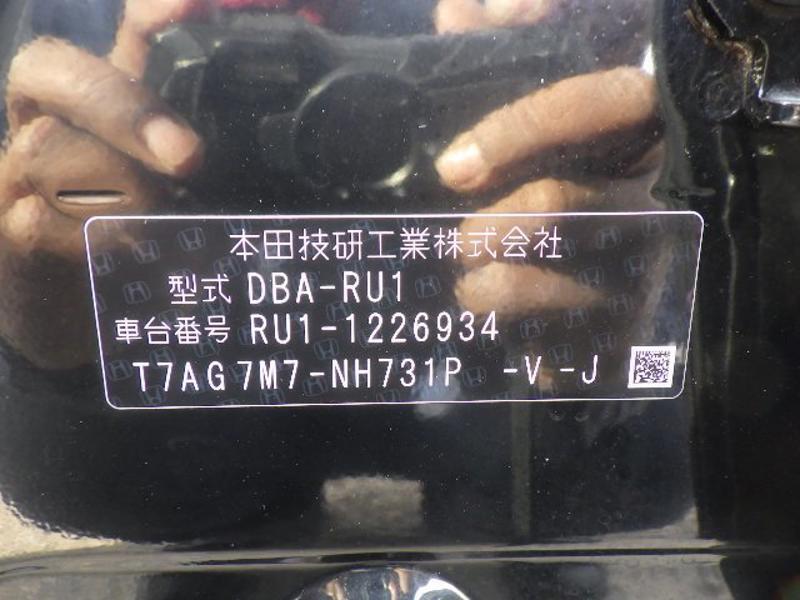 本田技研工業株式会社
型式 DBA-RU1
車台番号 RU1-1226934
T7AG7M7-NH731P -V-J